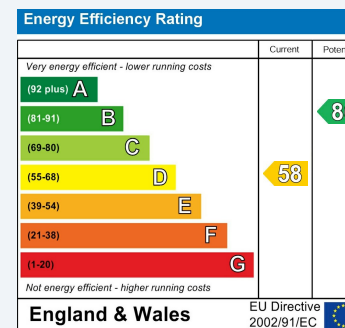 Energy Efficiency Rating
Current Poten
Very energy efficient - lower running costs
(92 plus) A
(81-91) B 8
(69-80) C
(55-68) D 58
(39-54) E
(21-38) F
(1-20) G
Not energy efficient - higher running costs
England & Wales
EU Directive
2002/91/EC